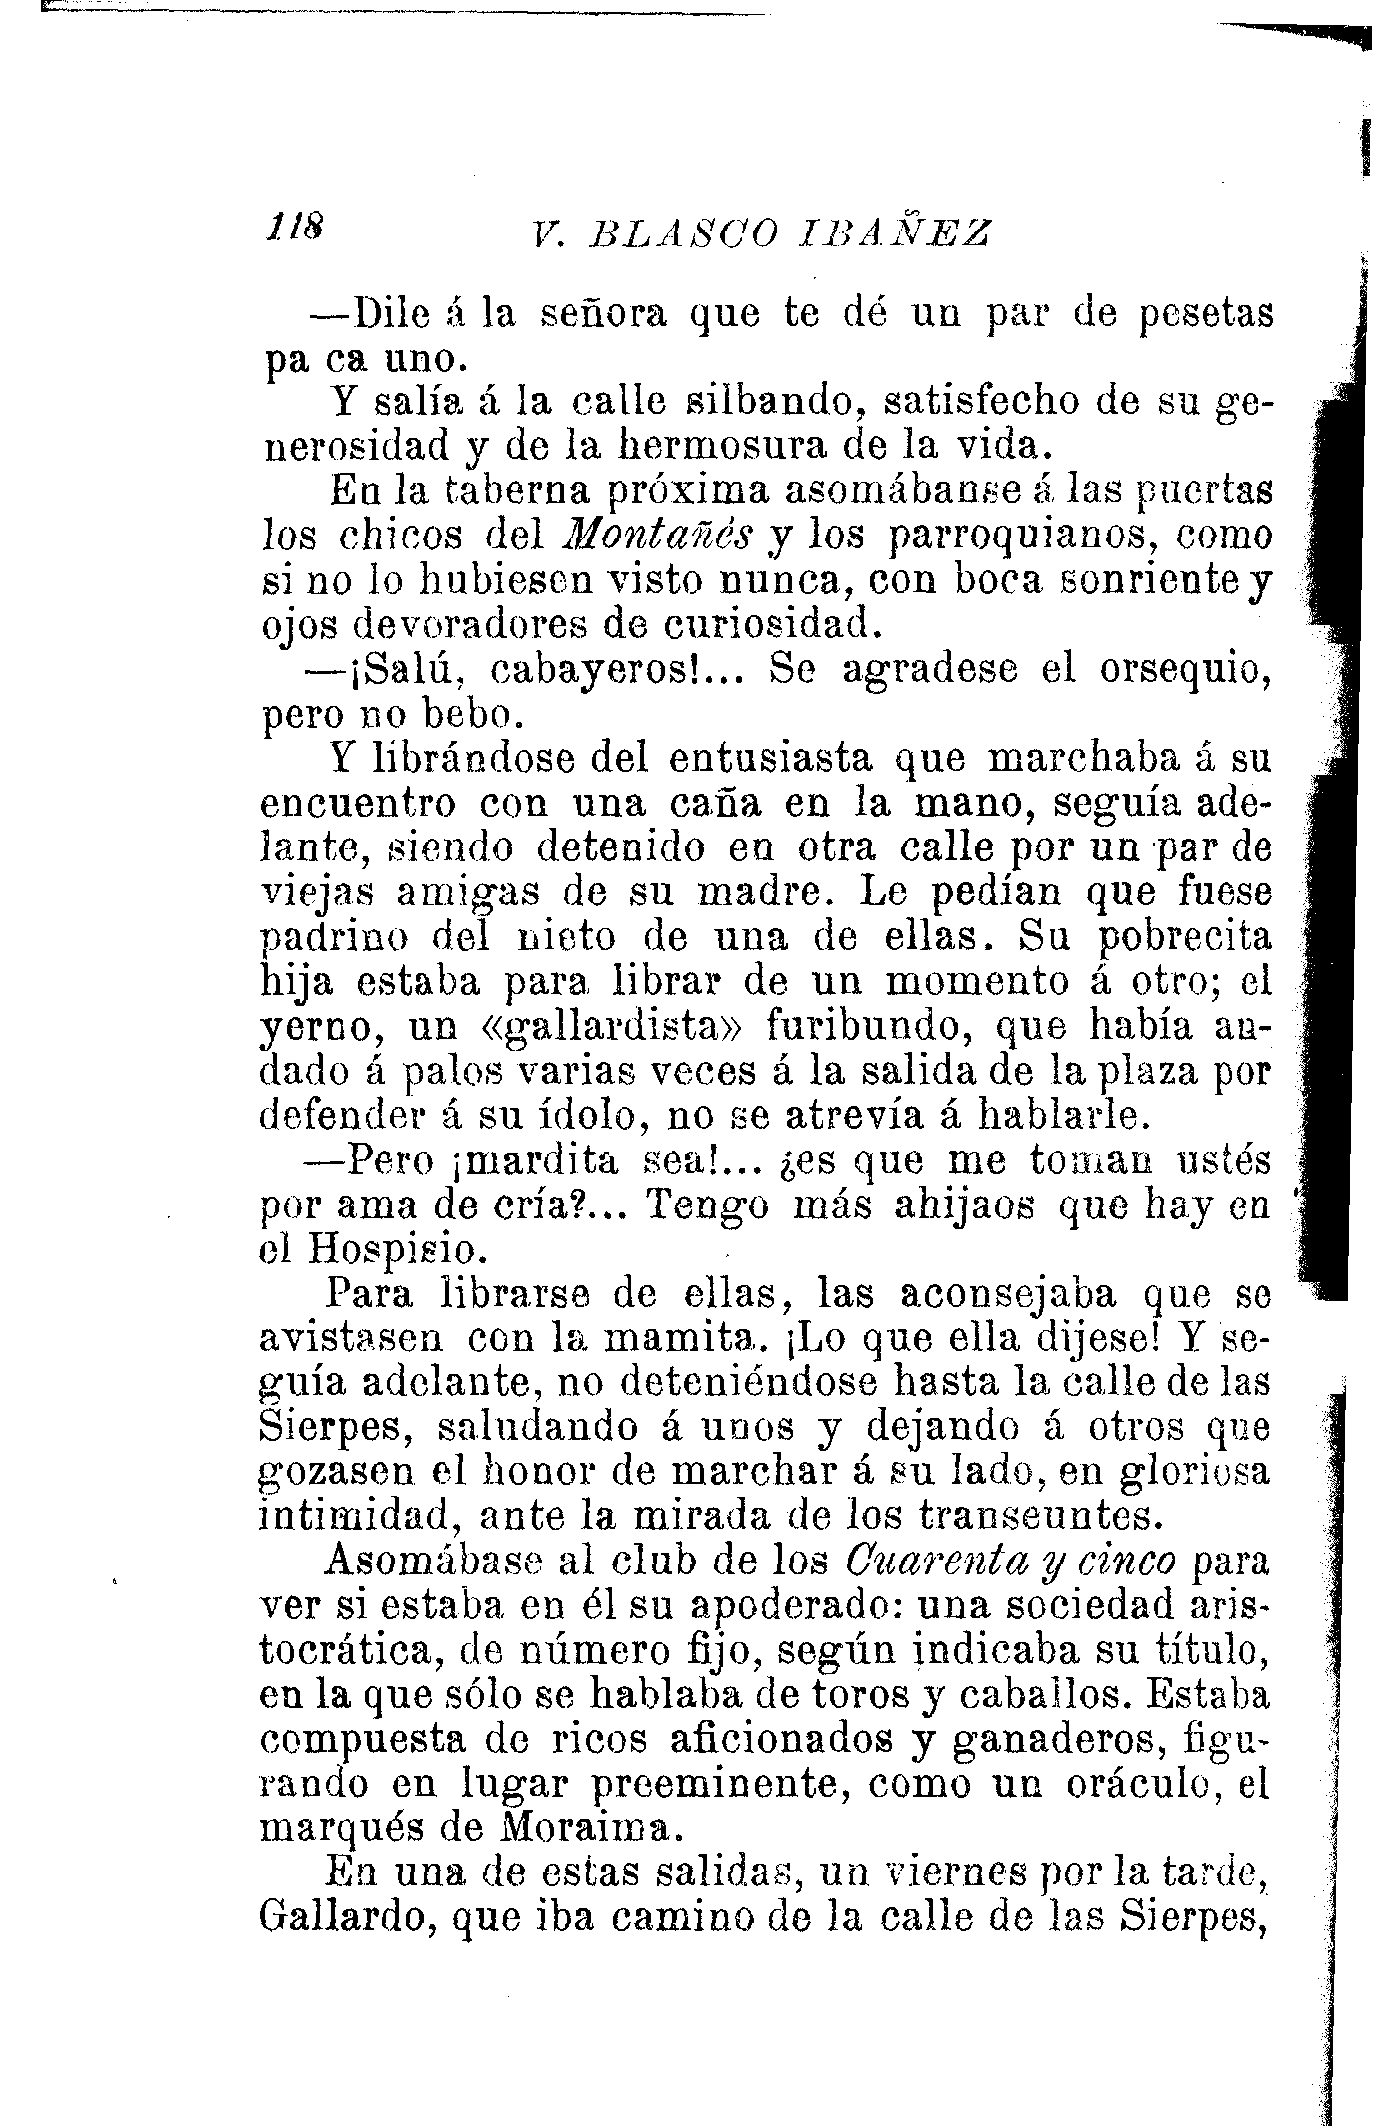 118 V. BLASCO IBAÑEZ
—Dile á la señora que te dé un par de pesetas
pa ca uno.
Y salía á la calle silbando, satisfecho de su ge-
nerosidad y de la hermosura de la vida.
En la taberna próxima asomábanse á las puertas
los chicos del Montañés y los parroquianos, como
si no lo hubiesen visto nunca, con boca sonriente y
ojos devoradores de curiosidad.
—¡Salú, cabayeros!... Se agradese el orsequio,
pero no bebo.
Y librándose del entusiasta que marchaba á su
encuentro con una caña en la mano, seguía ade-
lante, siendo detenido en otra calle por un par de
viejas amigas de su madre. Le pedían que fuese
padrino del nieto de una de ellas. Su pobrecita
hija estaba para librar de un momento á otro; el
yerno, un «gallardista» furibundo, que había an-
dado á palos varias veces á la salida de la plaza por
defender á su ídolo, no se atrevía á hablarle.
—Pero ¡mardita sea!... ¿es que me toman ustés
por ama de cría?... Tengo más ahijaos que hay en
el Hospisio.
Para librarse de ellas, las aconsejaba que se
avistasen con la mamita. ¡Lo que ella dijese! Y se-
guía adelante, no deteniéndose hasta la calle de las
Sierpes, saludando á unos y dejando á otros que
gozasen el honor de marchar á su lado, en gloriosa
intimidad, ante la mirada de los transeuntes.
Asomábase al club de los Cuarenta y cinco para
ver si estaba en él su apoderado: una sociedad aris-
tocrática, de número fijo, según indicaba su título,
en la que sólo se hablaba de toros y caballos. Estaba
compuesta de ricos aficionados y ganaderos, figu-
rando en lugar preeminente, como un oráculo, el
marqués de Moraima.
En una de estas salidas, un viernes por la tarde,
Gallardo, que iba camino de la calle de las Sierpes,